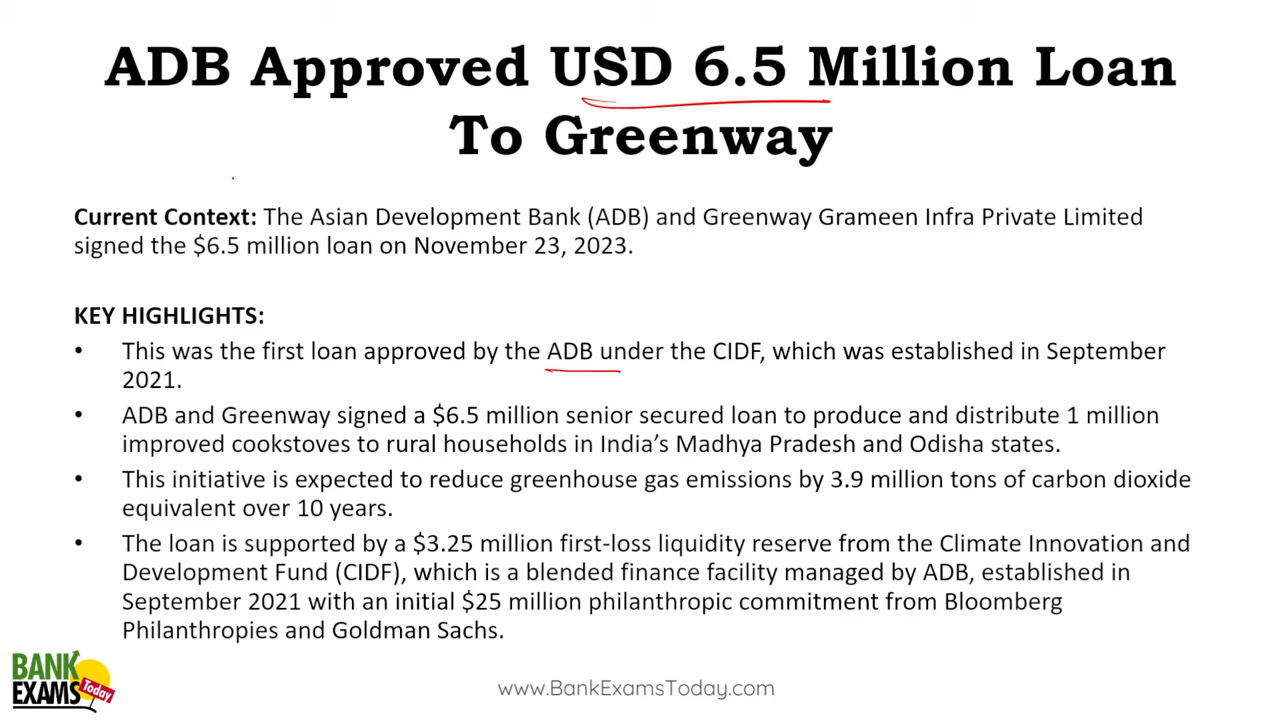 ADB Approved USD 6.5 Million Loan
To Greenway
Current Context: The Asian Development Bank (ADB) and Greenway Grameen Infra Private Limited
signed the $6.5 million loan on November 23, 2023.
KEY HIGHLIGHTS:
• This was the first loan approved by the ADB under the CIDF, which was established in September
2021.
• ADB and Greenway signed a $6.5 million senior secured loan to produce and distribute 1 million
improved cookstoves to rural households in India’s Madhya Pradesh and Odisha states.
• This initiative is expected to reduce greenhouse gas emissions by 3.9 million tons of carbon dioxide
equivalent over 10 years.
• The loan is supported by a $3.25 million first-loss liquidity reserve from the Climate Innovation and
Development Fund (CIDF), which is a blended finance facility managed by ADB, established in
September 2021 with an initial $25 million philanthropic commitment from Bloomberg
Philanthropies and Goldman Sachs.
BANK
EXAMS Today
www.BankExamsToday.com